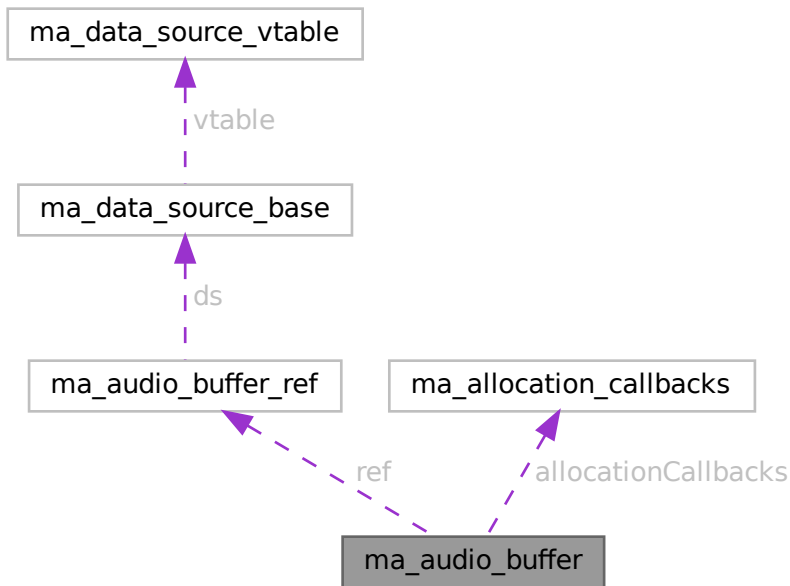 ma_data_source_vtable
vtable
ma_data_source_base
ds
ma_audio_buffer_ref
ma_allocation_callbacks
ref
allocationCallbacks
ma_audio_buffer